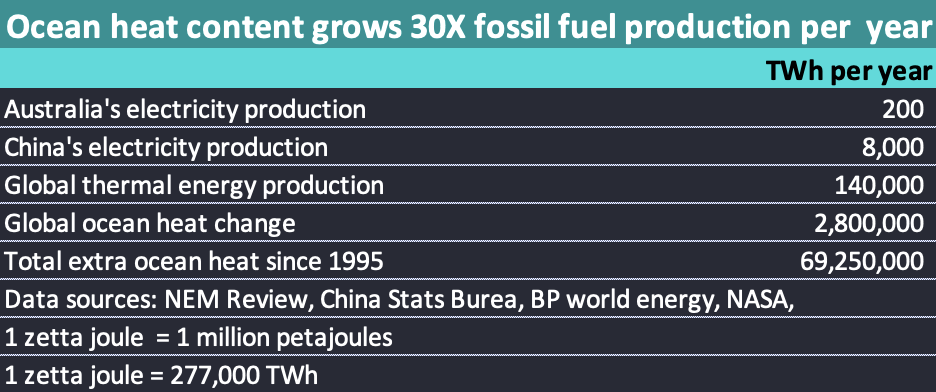 Ocean heat content grows 30X fossil fuel production per year
TWh per year
Australia's electricity production 200
China's electricity production 8,000
Global thermal energy production 140,000
Global ocean heat change 2,800,000
Total extra ocean heat since 1995 69,250,000
Data sources: NEM Review, China Stats Burea, BP world energy, NASA,
1 zetta joule = 1 million petajoules
1 zetta joule = 277,000 TWh